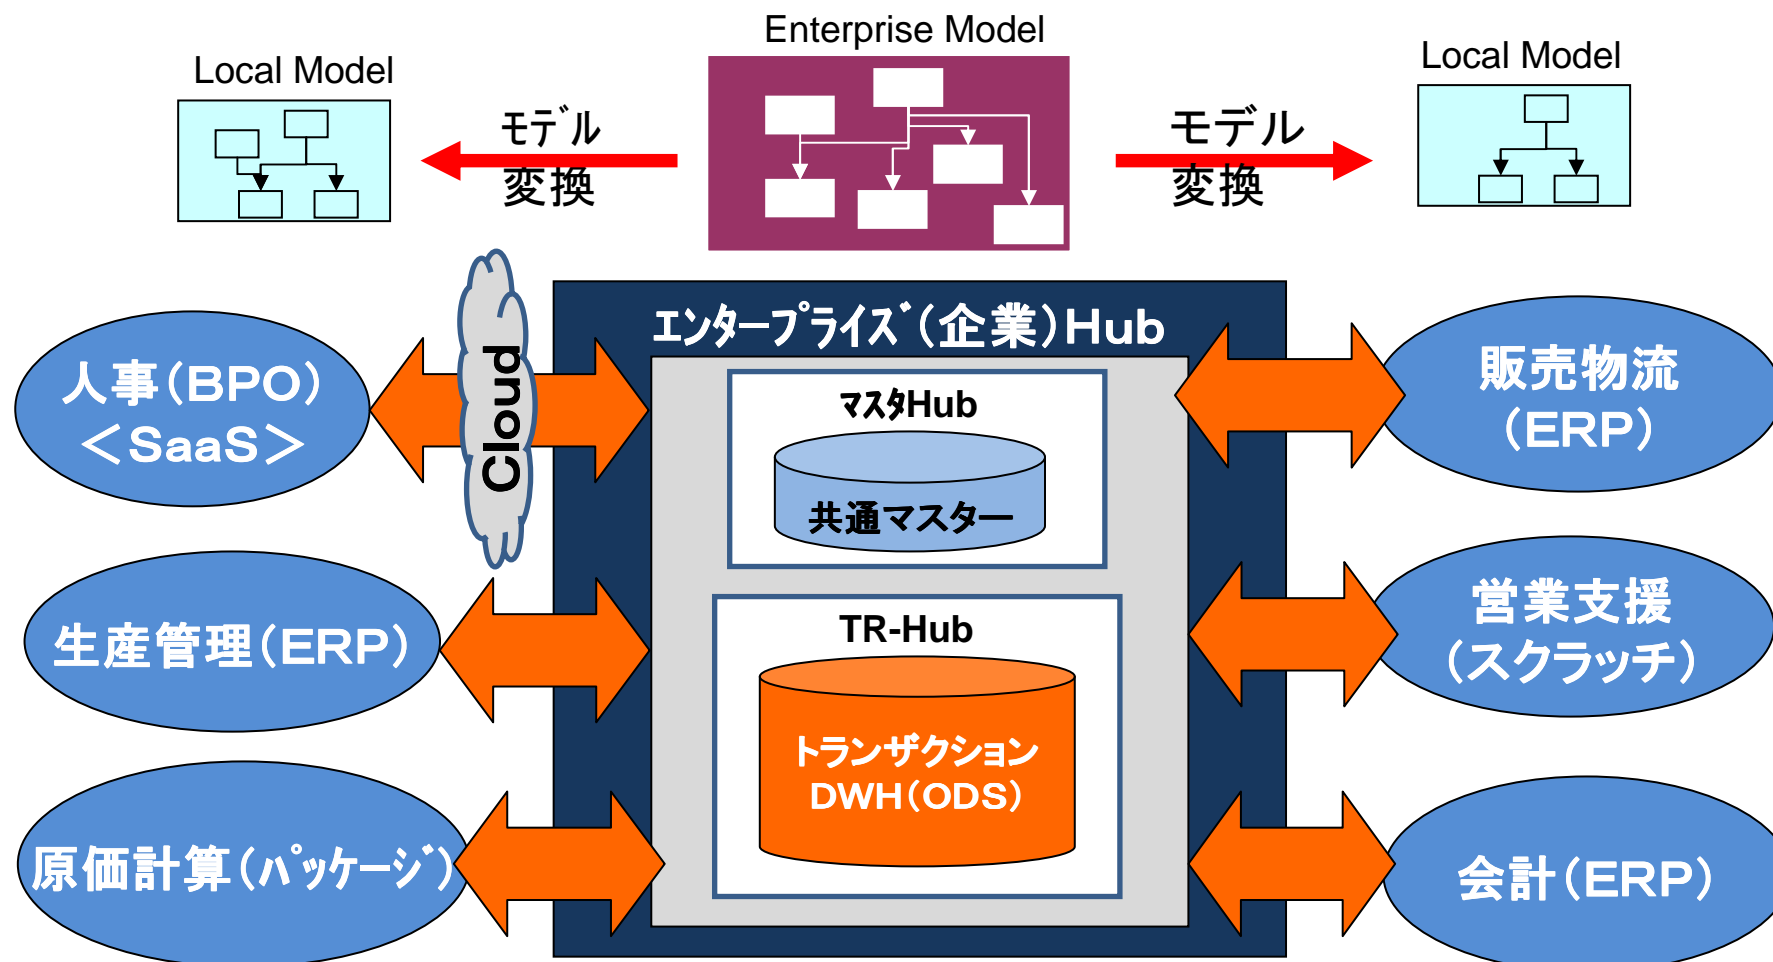 Enterprise Model
Local Model
Local Model
ﾓﾃﾞﾙ
変換
モデル
変換
ｴﾝﾀｰﾌﾟﾗｲｽﾞ（企業）Ｈｕｂ
人事（ＢＰＯ）
＜ＳａａＳ＞
Cloud
ﾏｽﾀHub
共通マスター
販売物流
（ＥＲＰ）
生産管理（ＥＲＰ）
TR-Hub
トランザクション
ＤＷＨ（ＯＤＳ）
営業支援
（スクラッチ）
原価計算（ﾊﾟｯｹｰｼﾞ）
会計（ＥＲＰ）